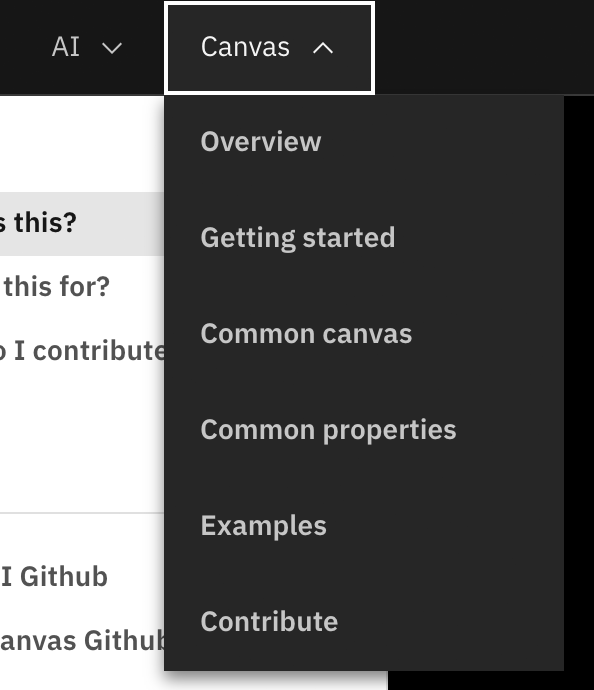 AI
Canvas
Overview
s this?
Getting started
this for?
Common canvas
I contribute
Common properties
Examples
I Github
Contribute
anvas Github